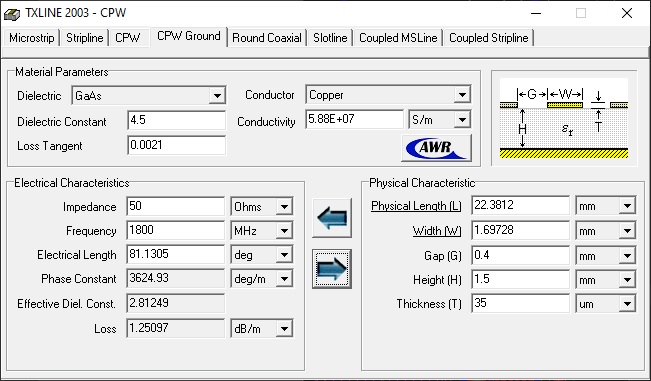 TXLINE 2003 - CPW
Microstrip Stripline CPW CPW Ground Round Coaxial Slotline Coupled MSLine Coupled Stripline
Material Parameters
Dielectric GaAs Conductor Copper
Dielectric Constant 4.5 Conductivity 5.88E+07 S/m
Loss Tangent 0.0021
AWR
G W
H εr T
Electrical Characteristics
Impedance 50 Ohms
Frequency 1800 MHz
Electrical Length 81.1305 deg
Phase Constant 3624.93 deg/m
Effective Diel. Const. 2.81249
Loss 1.25097 dB/m
Physical Characteristic
Physical Length (L) 22.3812 mm
Width (W) 1.69728 mm
Gap (G) 0.4 mm
Height (H) 1.5 mm
Thickness (T) 35 um